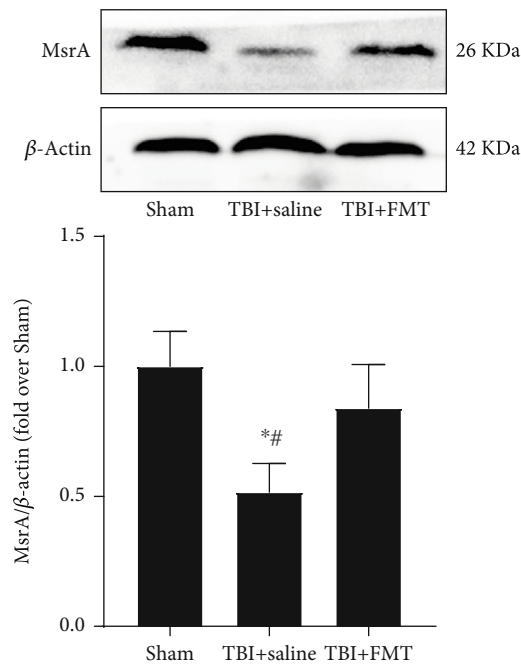 MsrA 26 KDa
β-Actin 42 KDa
Sham TBI+saline TBI+FMT
MsrA/β-actin (fold over Sham)
1.5
1.0
*#
0.5
0.0
Sham TBI+saline TBI+FMT